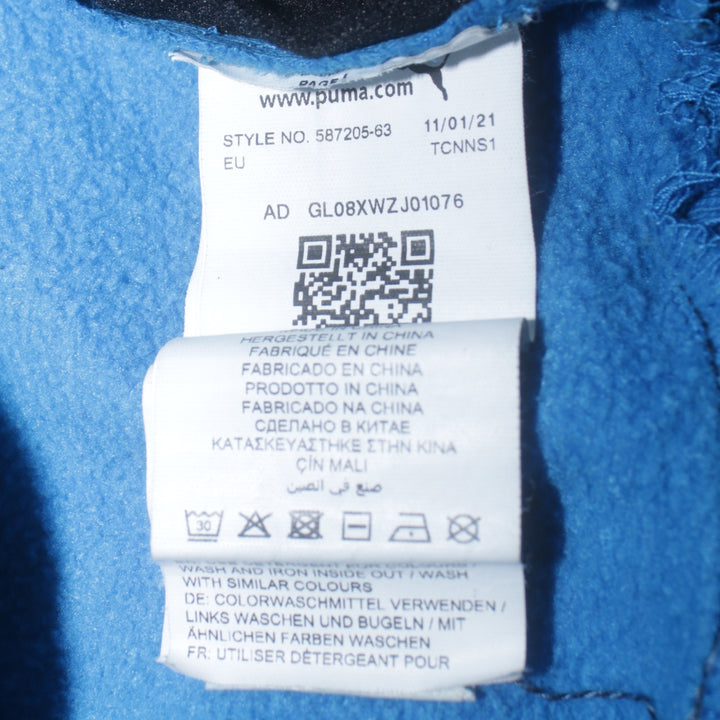 PAGE 1
www.puma.com
STYLE NO. 587205-63 11/01/21
EU TCNNS1
AD GL08XWZJ01076
HERGESTELLT IN CHINA
FABRIQUÉ EN CHINE
FABRICADO EN CHINA
PRODOTTO IN CHINA
FABRICADO NA CHINA
СДЕЛАНО В КИТАЕ
ΚΑΤΑΣΚΕΥΑΣΤΗΚΕ ΣΤΗΝ ΚΙΝΑ
ÇİN MALI
صنع في الصين
30
WASH AND IRON INSIDE OUT / WASH
WITH SIMILAR COLOURS
DE: COLORWASCHMITTEL VERWENDEN /
LINKS WASCHEN UND BUGELN / MIT
ÄHNLICHEN FARBEN WASCHEN
FR: UTILISER DÉTERGEANT POUR